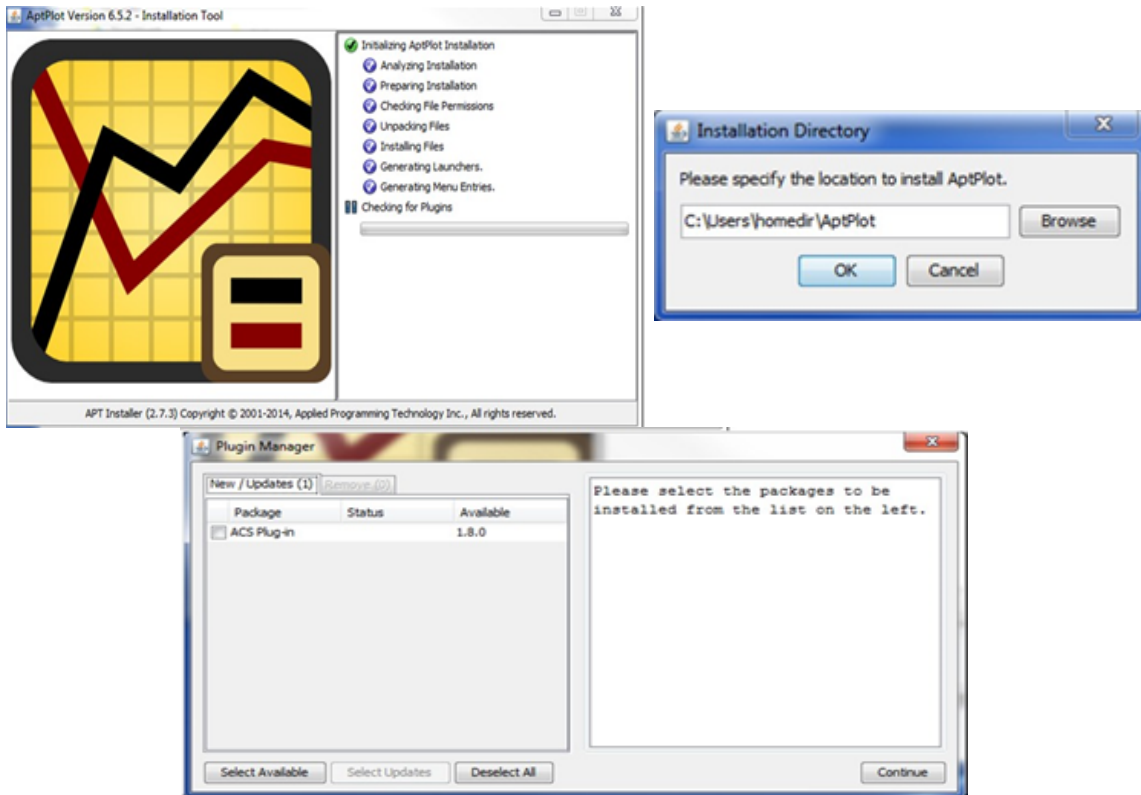 AptPlot Version 6.5.2 - Installation Tool
Initializing AptPlot Installation
Analyzing Installation
Preparing Installation
Checking File Permissions
Unpacking Files
Installing Files
Generating Launchers.
Generating Menu Entries.
Checking for Plugins
APT Installer (2.7.3) Copyright © 2001-2014, Applied Programming Technology Inc., All rights reserved.
Installation Directory
Please specify the location to install AptPlot.
C:\Users\homedir\AptPlot Browse
OK Cancel
Plugin Manager
New / Updates (1) Remove (0)
Package Status Available
ACS Plug-in 1.8.0
Please select the packages to be
installed from the list on the left.
Select Available Select Updates Deselect All Continue